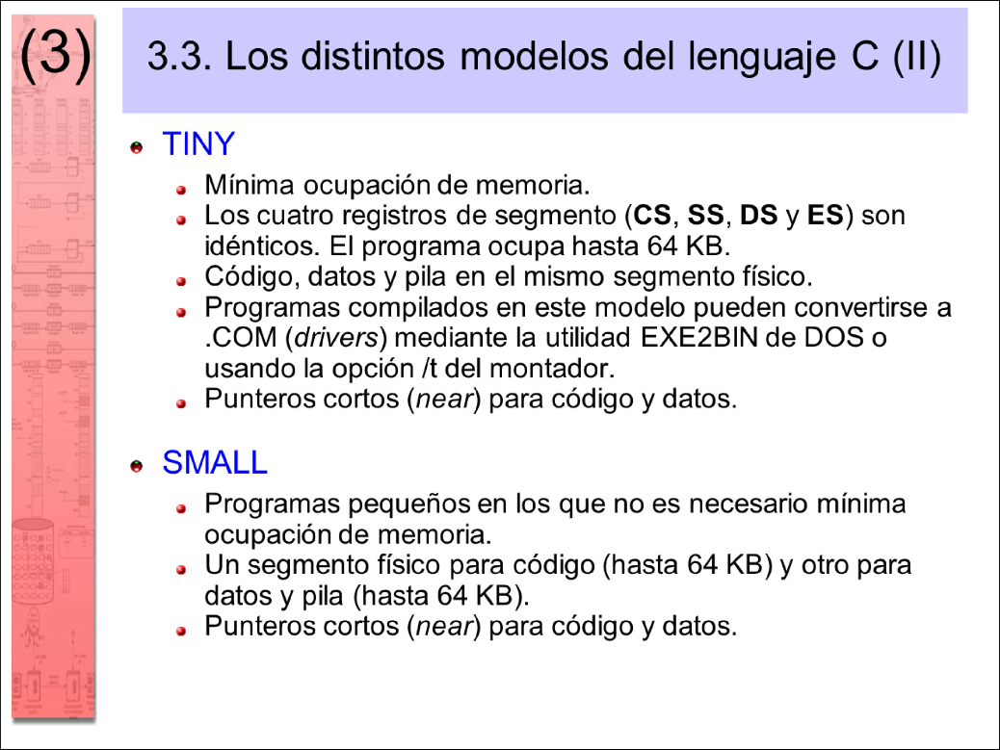 (3)
3.3. Los distintos modelos del lenguaje C (II)
TINY
Mínima ocupación de memoria.
Los cuatro registros de segmento (CS, SS, DS y ES) son
idénticos. El programa ocupa hasta 64 KB.
Código, datos y pila en el mismo segmento físico.
Programas compilados en este modelo pueden convertirse a
.COM (drivers) mediante la utilidad EXE2BIN de DOS o
usando la opción /t del montador.
Punteros cortos (near) para código y datos.
SMALL
Programas pequeños en los que no es necesario mínima
ocupación de memoria.
Un segmento físico para código (hasta 64 KB) y otro para
datos y pila (hasta 64 KB).
Punteros cortos (near) para código y datos.